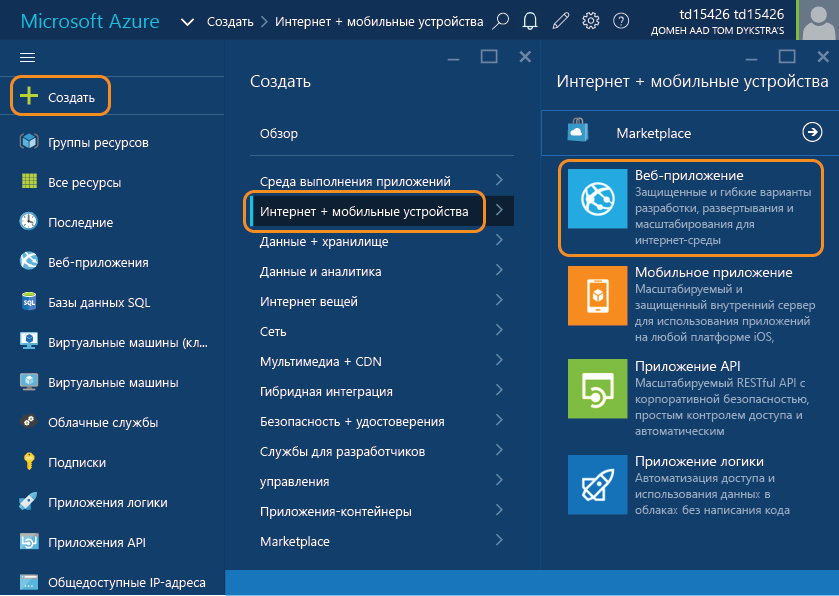 Microsoft Azure
Создать > Интернет + мобильные устройства
td15426 td15426
ДОМЕН AAD TOM DYKSTRA'S
Создать
Группы ресурсов
Все ресурсы
Последние
Веб-приложения
Базы данных SQL
Виртуальные машины (кл...
Виртуальные машины
Облачные службы
Подписки
Приложения логики
Приложения API
Общедоступные IP-адреса
Создать
Обзор
Среда выполнения приложений
Интернет + мобильные устройства
Данные + хранилище
Данные и аналитика
Интернет вещей
Сеть
Мультимедиа + CDN
Гибридная интеграция
Безопасность + удостоверения
Службы для разработчиков
управления
Приложения-контейнеры
Marketplace
Интернет + мобильные устройства
Marketplace
Веб-приложение
Защищенные и гибкие варианты
разработки, развертывания и
масштабирования для
интернет-среды
Мобильное приложение
Масштабируемый и
защищенный внутренний сервер
для использования приложений
на любой платформе iOS,
Приложение API
Масштабируемый RESTful API с
корпоративной безопасностью,
простым контролем доступа и
автоматическим
Приложение логики
Автоматизация доступа и
использования данных в
облаках без написания кода